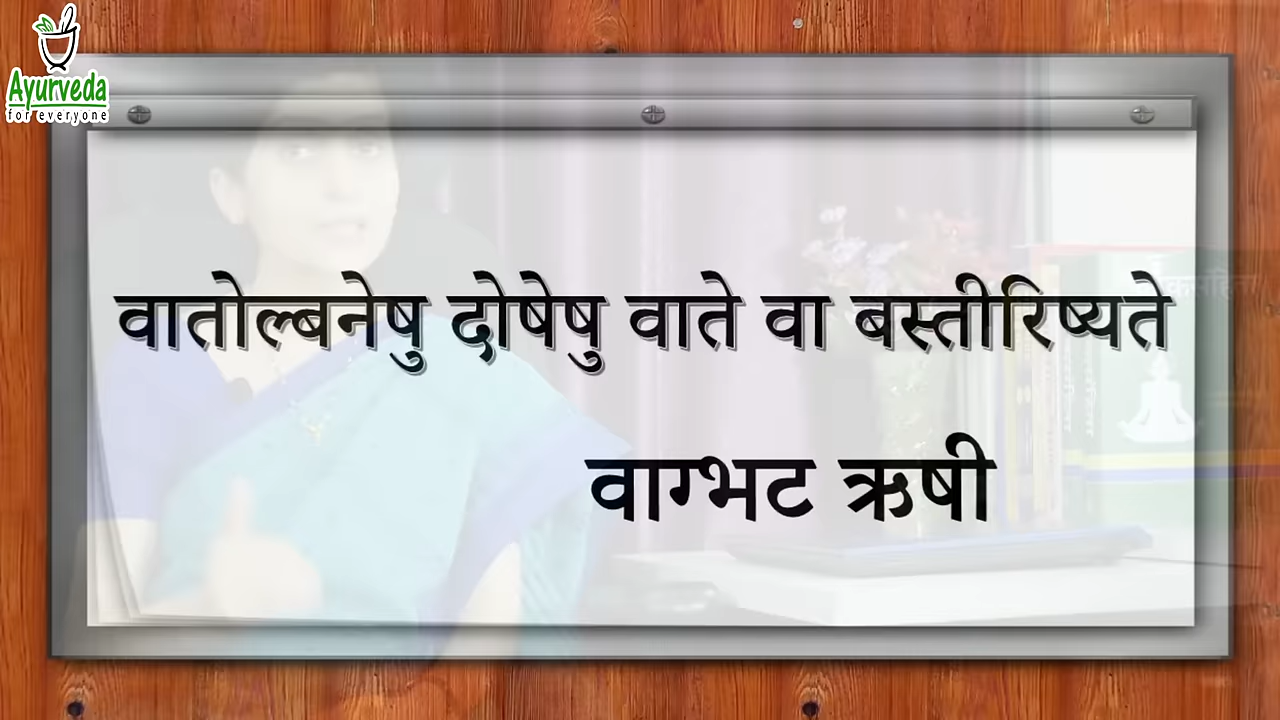 Ayurveda
for everyone
वातोल्बनेषु दोषेषु वाते वा बस्तीरिष्यते
वाग्भट ऋषी